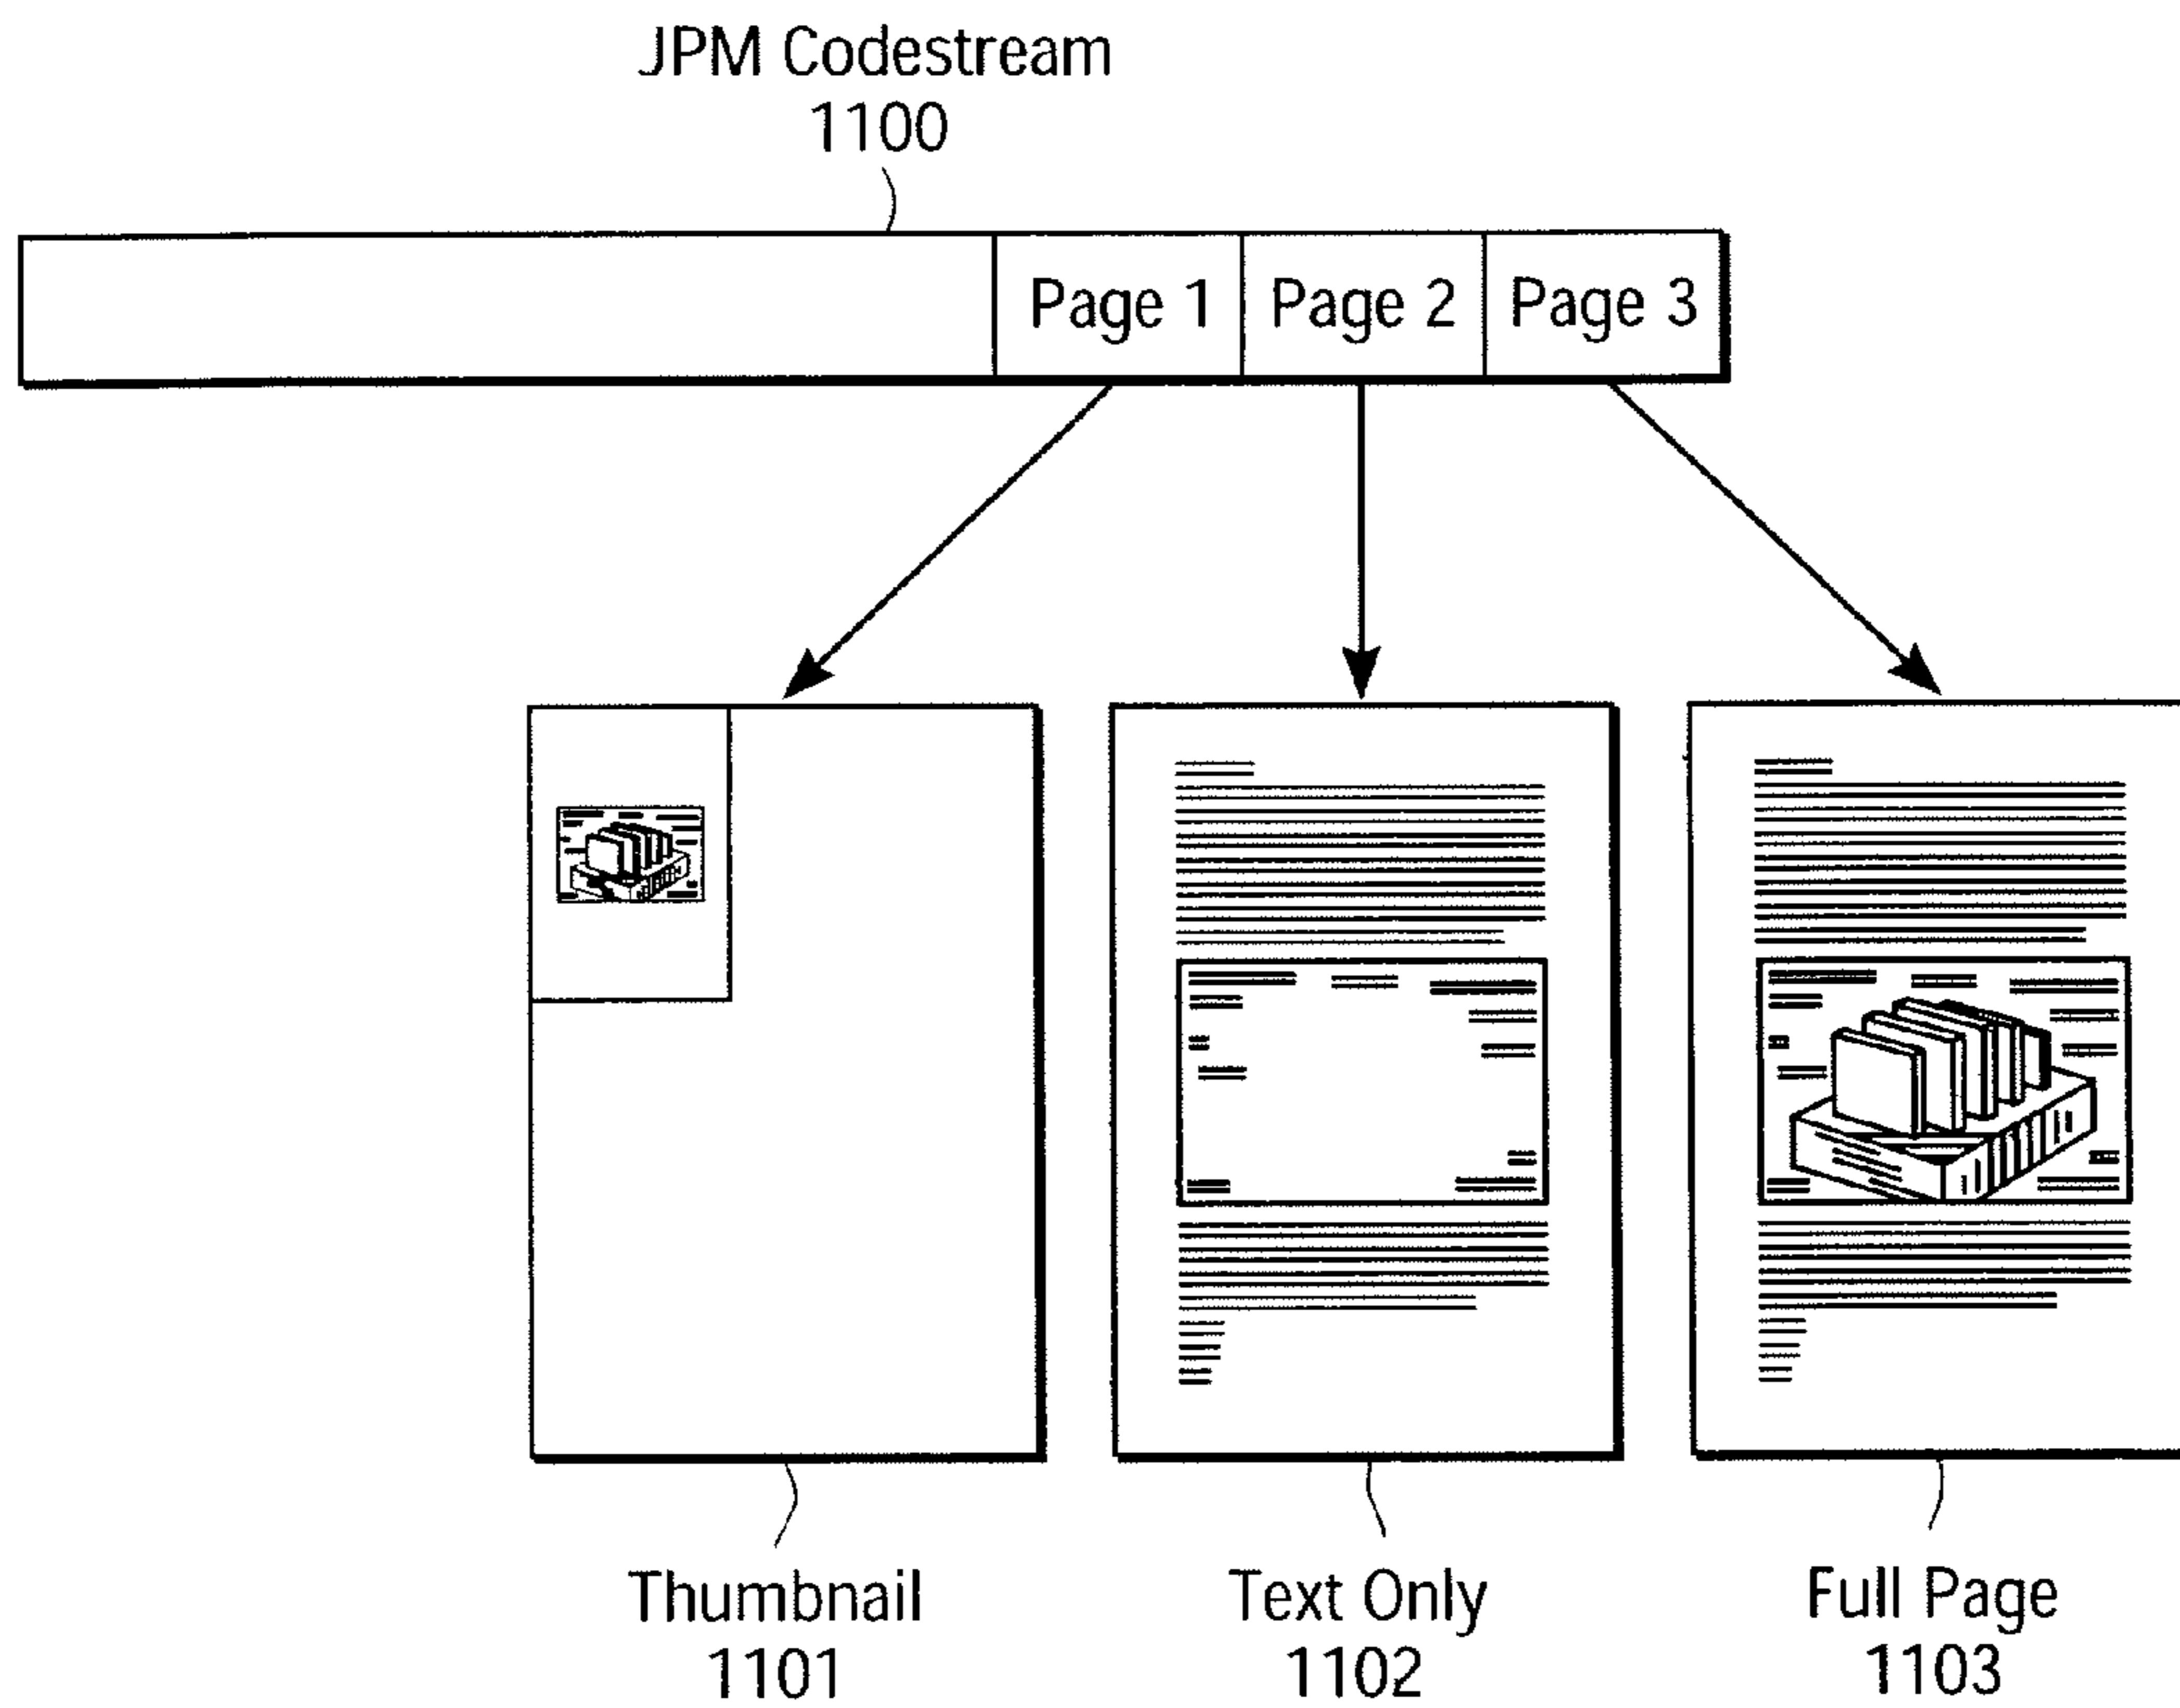 JPM Codestream
1100
Page 1 Page 2 Page 3
Thumbnail
1101
Text Only
1102
Full Page
1103